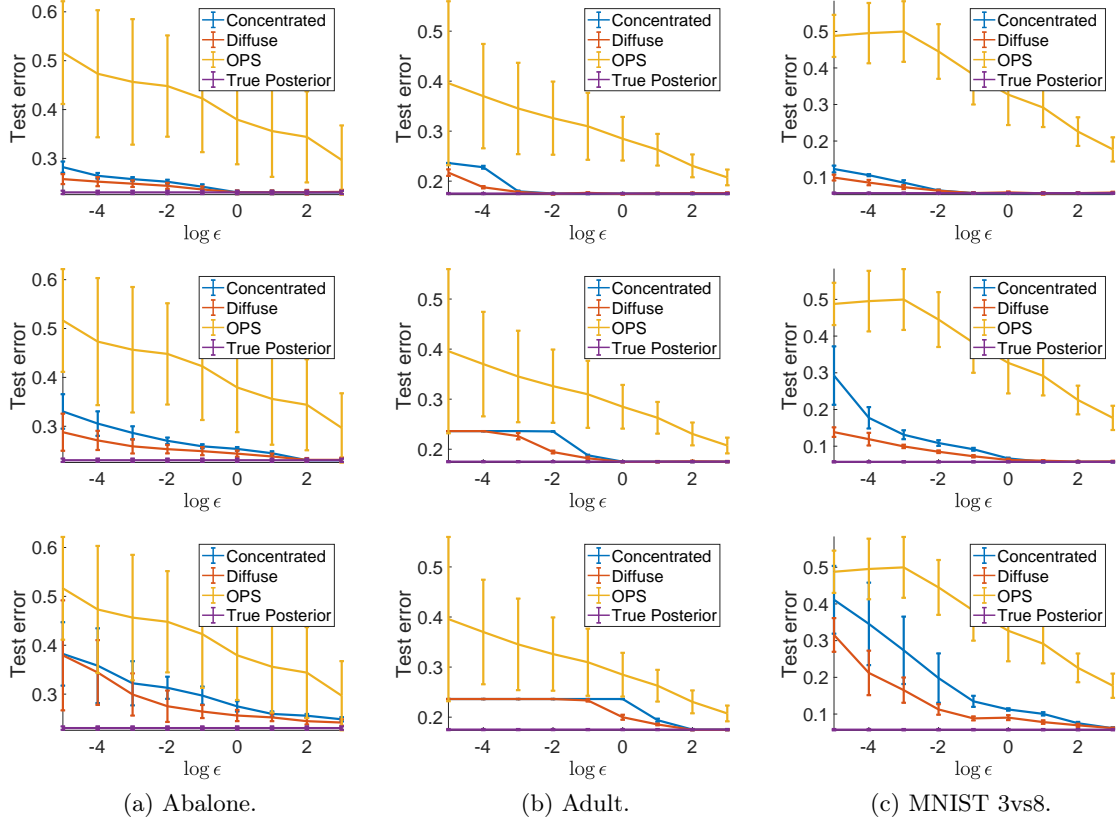 Concentrated
Diffuse
OPS
True Posterior
Test error
0.6
0.5
0.4
0.3
-4 -2 0 2
log ϵ
Concentrated
Diffuse
OPS
True Posterior
Test error
0.5
0.4
0.3
0.2
-4 -2 0 2
log ϵ
Concentrated
Diffuse
OPS
True Posterior
Test error
0.5
0.4
0.3
0.2
0.1
-4 -2 0 2
log ϵ
Concentrated
Diffuse
OPS
True Posterior
Test error
0.6
0.5
0.4
0.3
-4 -2 0 2
log ϵ
Concentrated
Diffuse
OPS
True Posterior
Test error
0.5
0.4
0.3
0.2
-4 -2 0 2
log ϵ
Concentrated
Diffuse
OPS
True Posterior
Test error
0.5
0.4
0.3
0.2
0.1
-4 -2 0 2
log ϵ
Concentrated
Diffuse
OPS
True Posterior
Test error
0.6
0.5
0.4
0.3
-4 -2 0 2
log ϵ
Concentrated
Diffuse
OPS
True Posterior
Test error
0.5
0.4
0.3
0.2
-4 -2 0 2
log ϵ
Concentrated
Diffuse
OPS
True Posterior
Test error
0.5
0.4
0.3
0.2
0.1
-4 -2 0 2
log ϵ
(a) Abalone.
(b) Adult.
(c) MNIST 3vs8.